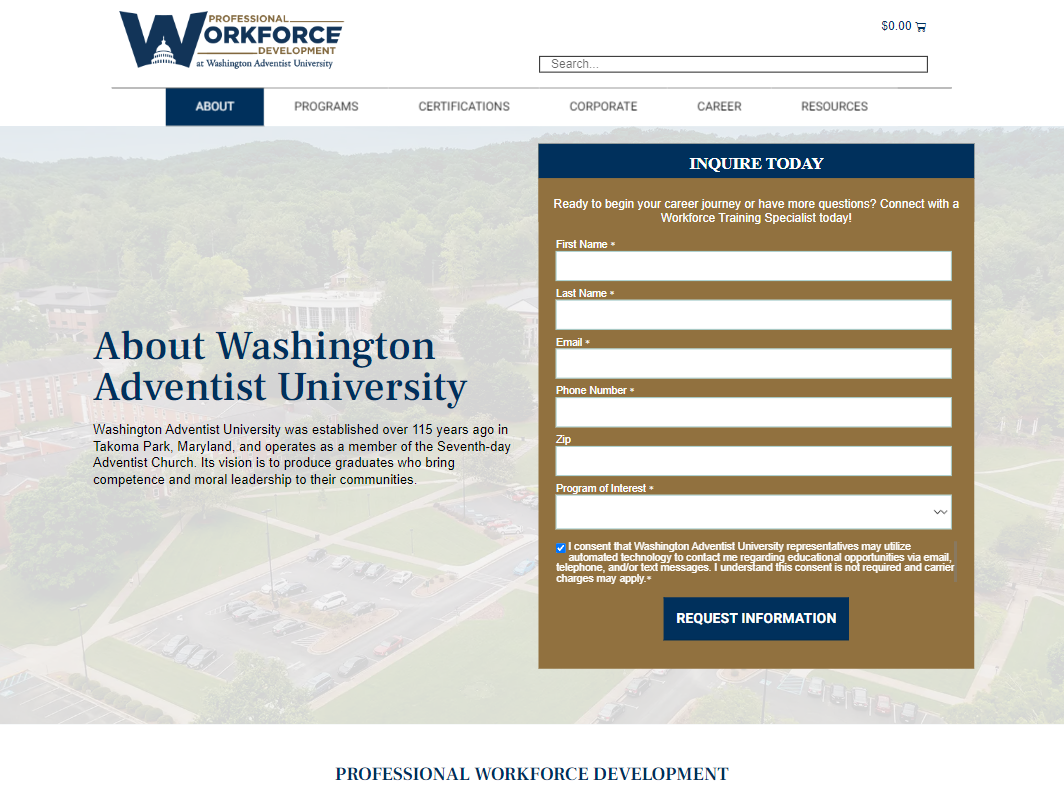 PROFESSIONAL
WORKFORCE
DEVELOPMENT
at Washington Adventist University
$0.00
Search...
ABOUT
PROGRAMS
CERTIFICATIONS
CORPORATE
CAREER
RESOURCES
About Washington
Adventist University
Washington Adventist University was established over 115 years ago in
Takoma Park, Maryland, and operates as a member of the Seventh-day
Adventist Church. Its vision is to produce graduates who bring
competence and moral leadership to their communities.
INQUIRE TODAY
Ready to begin your career journey or have more questions? Connect with a
Workforce Training Specialist today!
First Name *
Last Name *
Email *
Phone Number *
Zip
Program of Interest *
I consent that Washington Adventist University representatives may utilize
automated technology to contact me regarding educational opportunities via email,
telephone, and/or text messages. I understand this consent is not required and carrier
charges may apply.*
REQUEST INFORMATION
PROFESSIONAL WORKFORCE DEVELOPMENT